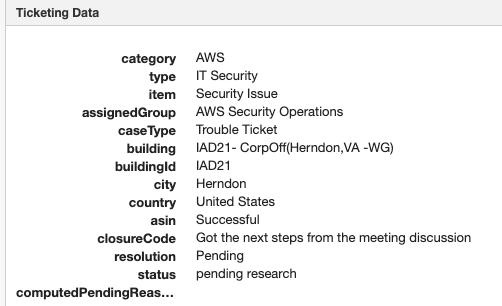 Ticketing Data
category AWS
type IT Security
item Security Issue
assignedGroup AWS Security Operations
caseType Trouble Ticket
building IAD21- CorpOff(Herndon,VA -WG)
buildingId IAD21
city Herndon
country United States
asin Successful
closureCode Got the next steps from the meeting discussion
resolution Pending
status pending research
computedPendingReas...